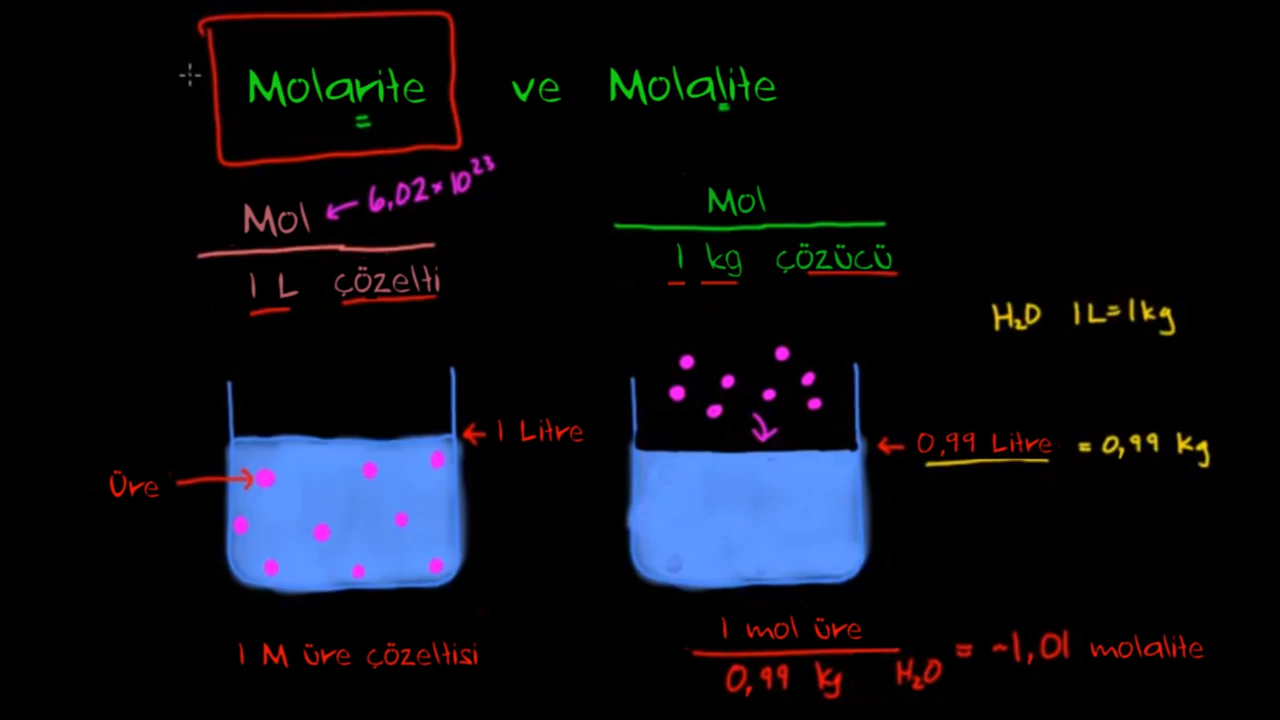 Molarite ve Molalite
=
Mol ← 6,02 × 10²³
1 L çözelti
Mol
1 kg çözücü
H₂O 1L = 1kg
← 1 Litre
Üre →
← 0,99 Litre = 0,99 kg
1 M üre çözeltisi
1 mol üre
0,99 kg H₂O = ~1,01 molalite